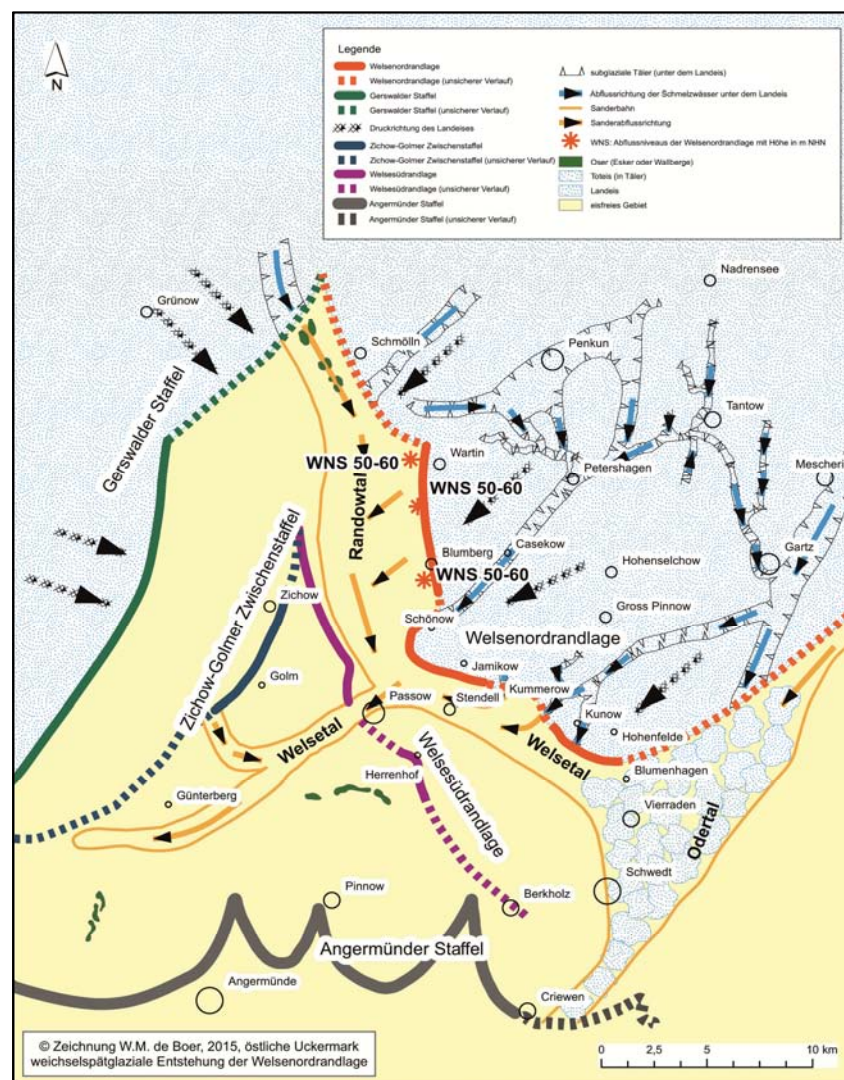 Legende
Welsenordrandlage
Welsenordrandlage (unsicherer Verlauf)
Gerswalder Staffel
Gerswalder Staffel (unsicherer Verlauf)
Druckrichtung des Landeises
Zichow-Golmer Zwischenstaffel
Zichow-Golmer Zwischenstaffel (unsicherer Verlauf)
Welsesüdrandlage
Welsesüdrandlage (unsicherer Verlauf)
Angermünder Staffel
Angermünder Staffel (unsicherer Verlauf)
subglaziale Täler (unter dem Landeis)
Abflussrichtung der Schmelzwässer unter dem Landeis
Sanderbahn
Sanderabflussrichtung
WNS: Abflussniveaus der Welsenordrandlage mit Höhe in m NHN
Oser (Esker oder Wallberge)
Toteis (in Täler)
Landeis
eisfreies Gebiet
N
Nadrensee
Grünow
Schmölln
Penkun
Tantow
Gerswalder Staffel
Wartin
WNS 50-60
Petershagen
Mescherin
WNS 50-60
Randowtal
Casekow
Gartz
Blumberg
Hohenselchow
WNS 50-60
Zichow-Golmer Zwischenstaffel
Zichow
Gross Pinnow
Schönow
Welsenordrandlage
Jamikow
Golm
Kummerow
Passow
Stendell
Kunow
Welsetal
Welsetal
Hohenfelde
Herrenhof
Welsesüdrandlage
Blumenhagen
Günterberg
Vierraden
Odertal
Schwedt
Pinnow
Berkholz
Angermünder Staffel
Angermünde
Criewen
© Zeichnung W.M. de Boer, 2015, östliche Uckermark
weichselspätglaziale Entstehung der Welsenordrandlage
0 2,5 5 10 km